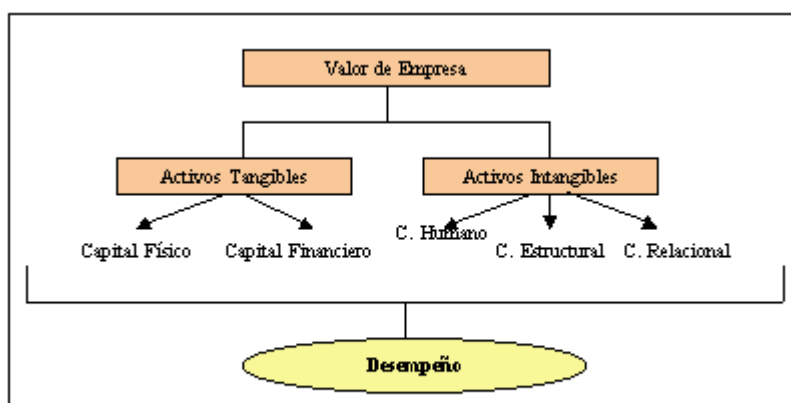 Valor de Empresa
Activos Tangibles
Activos Intangibles
Capital Físico
Capital Financiero
C. Humano
C. Estructural
C. Relacional
Desempeño